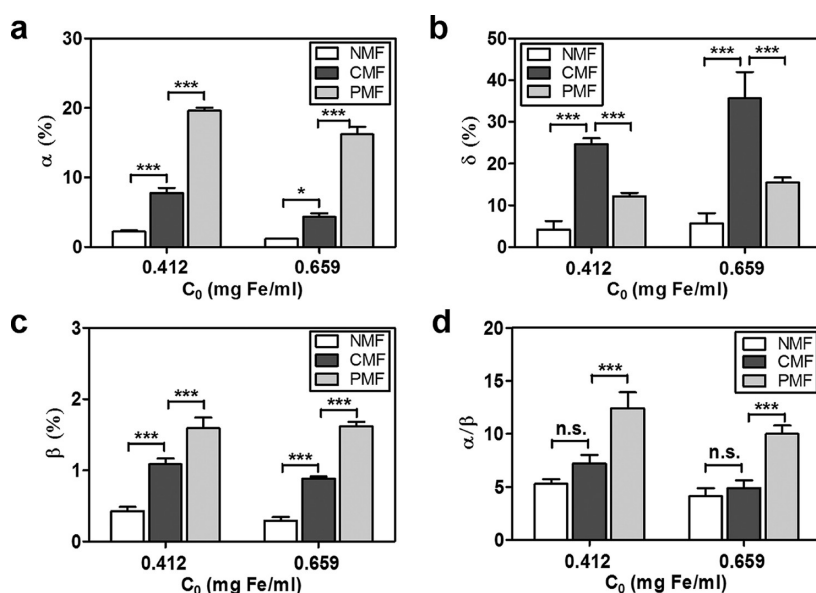 a
30
20
10
0
α (%)
NMF
CMF
PMF
***
***
*
***
0.412 0.659
C₀ (mg Fe/ml)
b
50
40
30
20
10
0
δ (%)
NMF
CMF
PMF
*** ***
*** ***
0.412 0.659
C₀ (mg Fe/ml)
c
3
2
1
0
β (%)
NMF
CMF
PMF
***
***
***
***
0.412 0.659
C₀ (mg Fe/ml)
d
20
15
10
5
0
α/β
NMF
CMF
PMF
n.s.
***
n.s.
***
0.412 0.659
C₀ (mg Fe/ml)